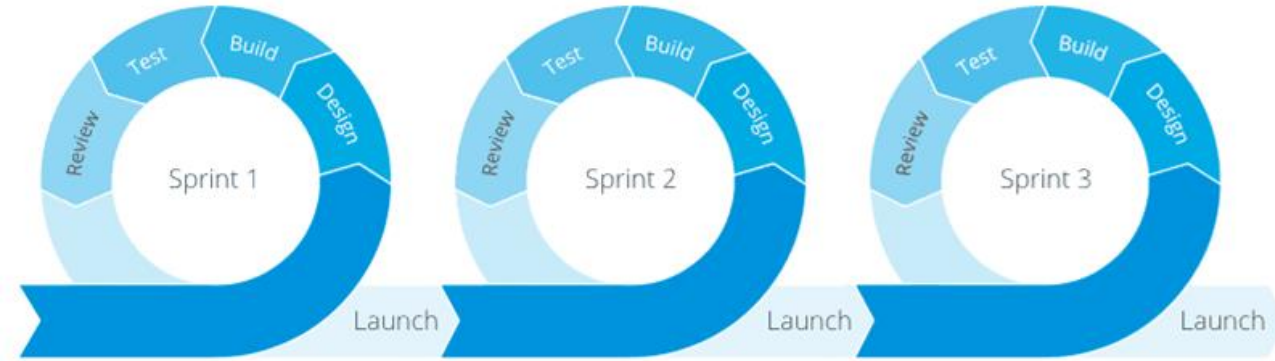 Test
Build
Design
Review
Sprint 1
Launch
Test
Build
Design
Review
Sprint 2
Launch
Test
Build
Design
Review
Sprint 3
Launch